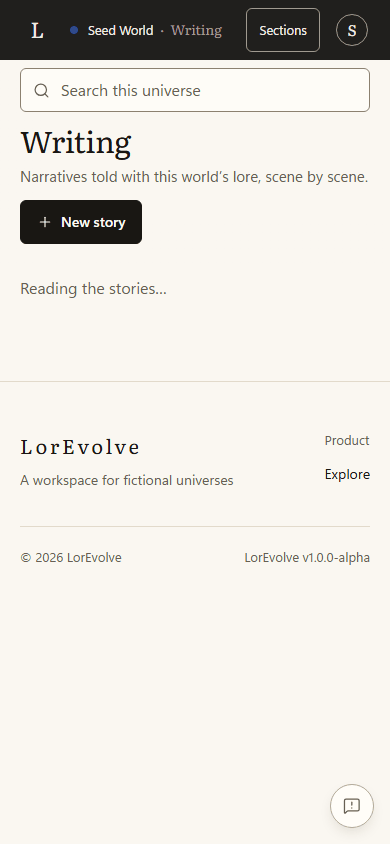 L
Seed World · Writing
Sections
S
Search this universe
Writing
Narratives told with this world's lore, scene by scene.
New story
Reading the stories...
LorEvolve
Product
A workspace for fictional universes
Explore
© 2026 LorEvolve
LorEvolve v1.0.0-alpha